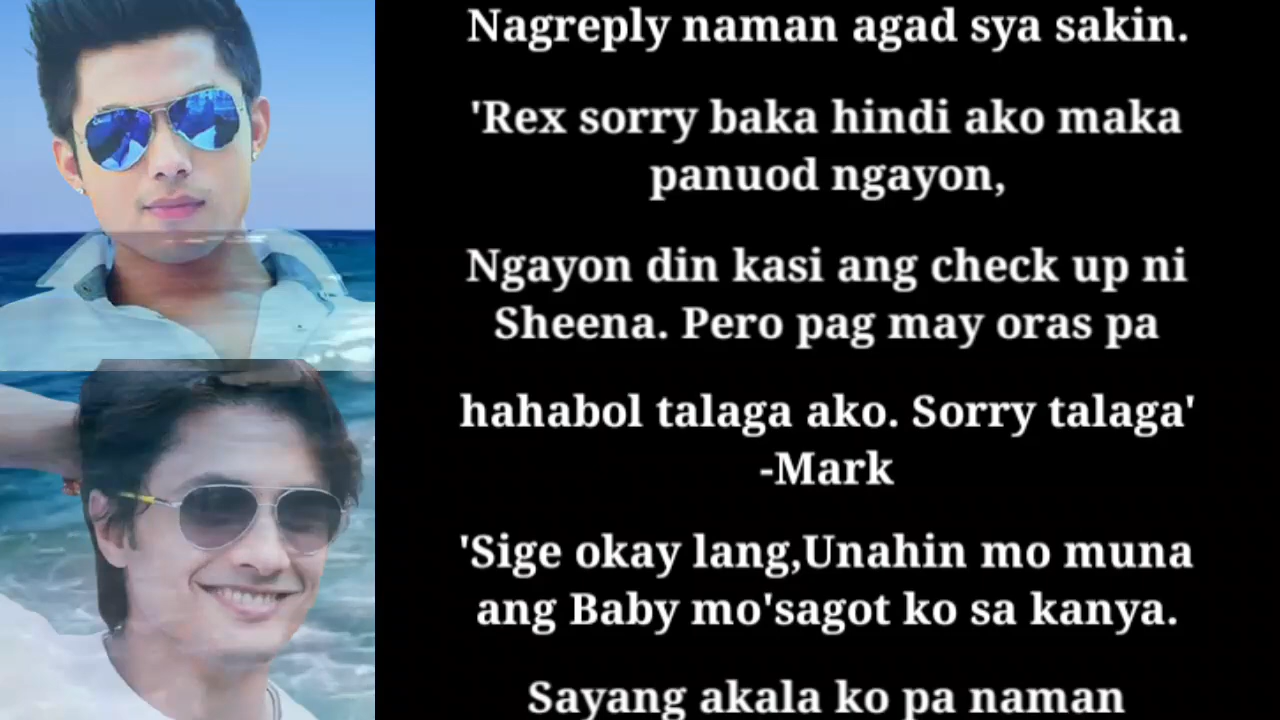 Nagreply naman agad sya sakin.
'Rex sorry baka hindi ako maka
panuod ngayon,
Ngayon din kasi ang check up ni
Sheena. Pero pag may oras pa
hahabol talaga ako. Sorry talaga'
-Mark
'Sige okay lang,Unahin mo muna
ang Baby mo'sagot ko sa kanya.
Sayang akala ko pa naman